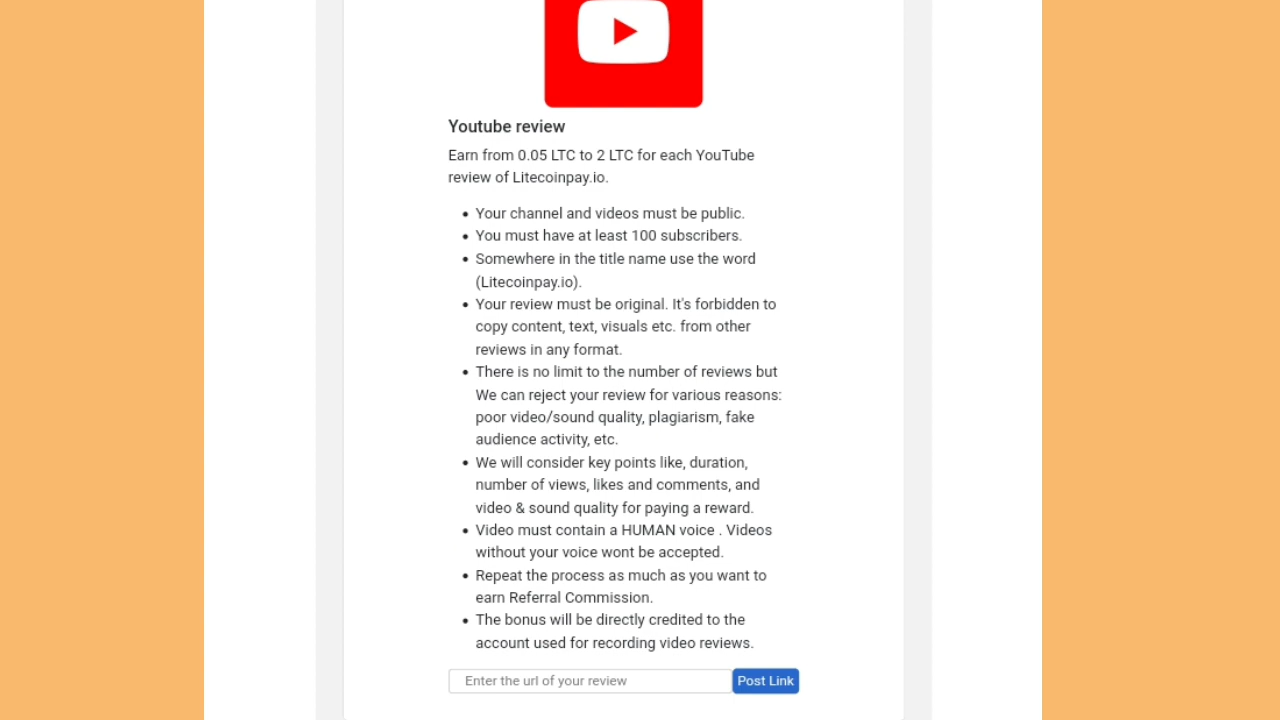 Youtube review
Earn from 0.05 LTC to 2 LTC for each YouTube
review of Litecoinpay.io.
• Your channel and videos must be public.
• You must have at least 100 subscribers.
• Somewhere in the title name use the word
(Litecoinpay.io).
• Your review must be original. It's forbidden to
copy content, text, visuals etc. from other
reviews in any format.
• There is no limit to the number of reviews but
We can reject your review for various reasons:
poor video/sound quality, plagiarism, fake
audience activity, etc.
• We will consider key points like, duration,
number of views, likes and comments, and
video & sound quality for paying a reward.
• Video must contain a HUMAN voice . Videos
without your voice wont be accepted.
• Repeat the process as much as you want to
earn Referral Commission.
• The bonus will be directly credited to the
account used for recording video reviews.
Enter the url of your review Post Link